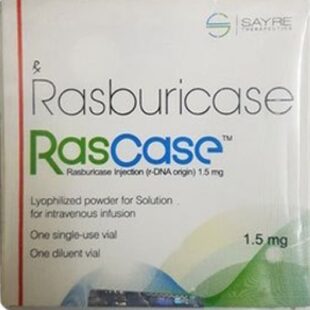 SAYRE
THERAPEUTICS
Rx
Rasburicase
RasCase™
Rasburicase Injection (r-DNA origin) 1.5 mg
Lyophilized powder for Solution
for intravenous infusion
One single-use vial
One diluent vial
1.5 mg